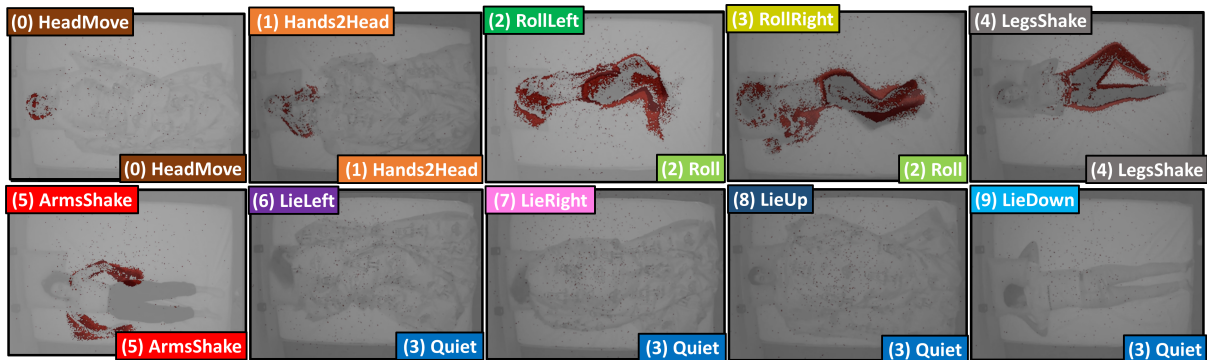 (0) HeadMove
(1) Hands2Head
(2) RollLeft
(3) RollRight
(4) LegsShake
(0) HeadMove
(1) Hands2Head
(2) Roll
(2) Roll
(4) LegsShake
(5) ArmsShake
(6) LieLeft
(7) LieRight
(8) LieUp
(9) LieDown
(5) ArmsShake
(3) Quiet
(3) Quiet
(3) Quiet
(3) Quiet